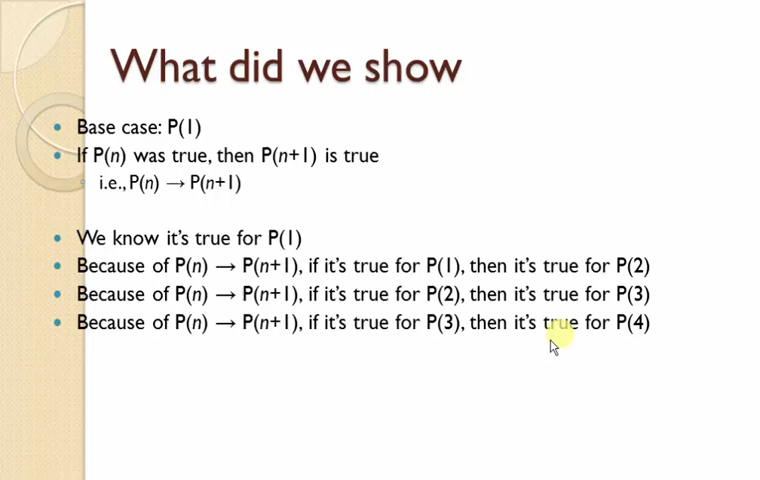 What did we show
Base case: P(1)
If P(n) was true, then P(n+1) is true
i.e., P(n) → P(n+1)
We know it's true for P(1)
Because of P(n) → P(n+1), if it's true for P(1), then it's true for P(2)
Because of P(n) → P(n+1), if it's true for P(2), then it's true for P(3)
Because of P(n) → P(n+1), if it's true for P(3), then it's true for P(4)